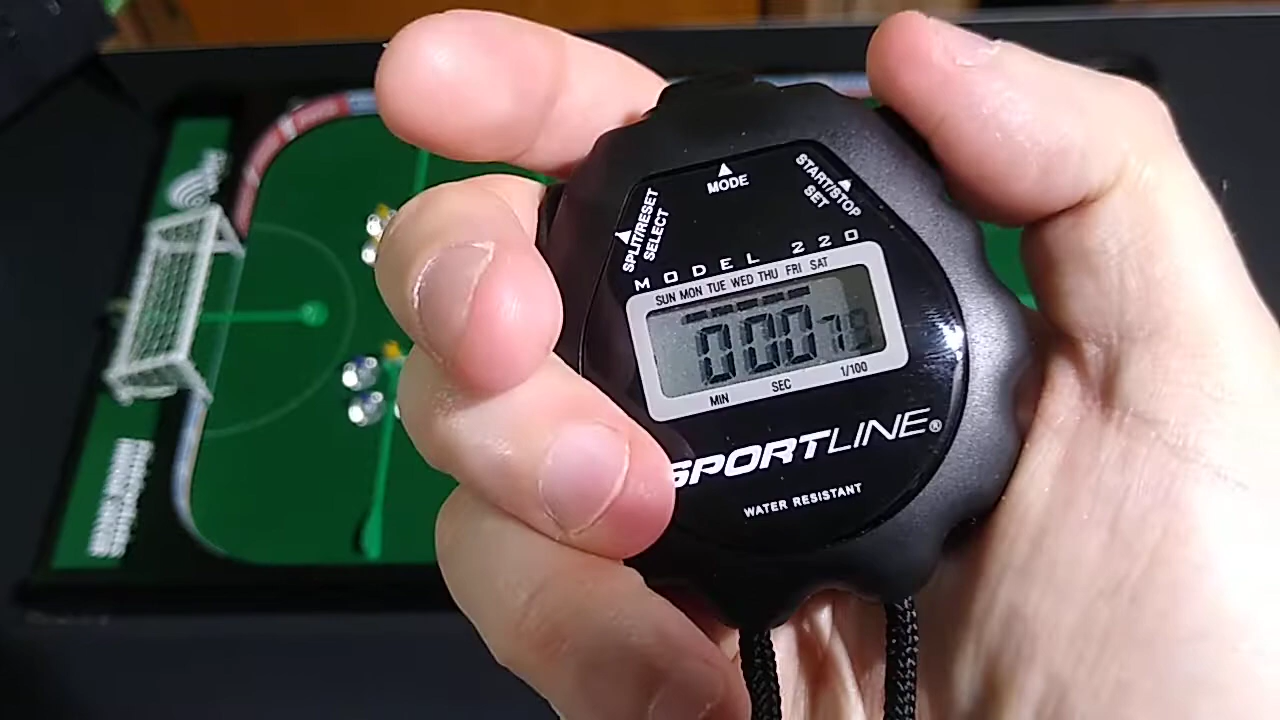 MODE
START/STOP
SET
SPLIT/RESET
SELECT
MODEL 220
SUN MON TUE WED THU FRI SAT
0007
MIN SEC 1/100
SPORTLINE®
WATER RESISTANT